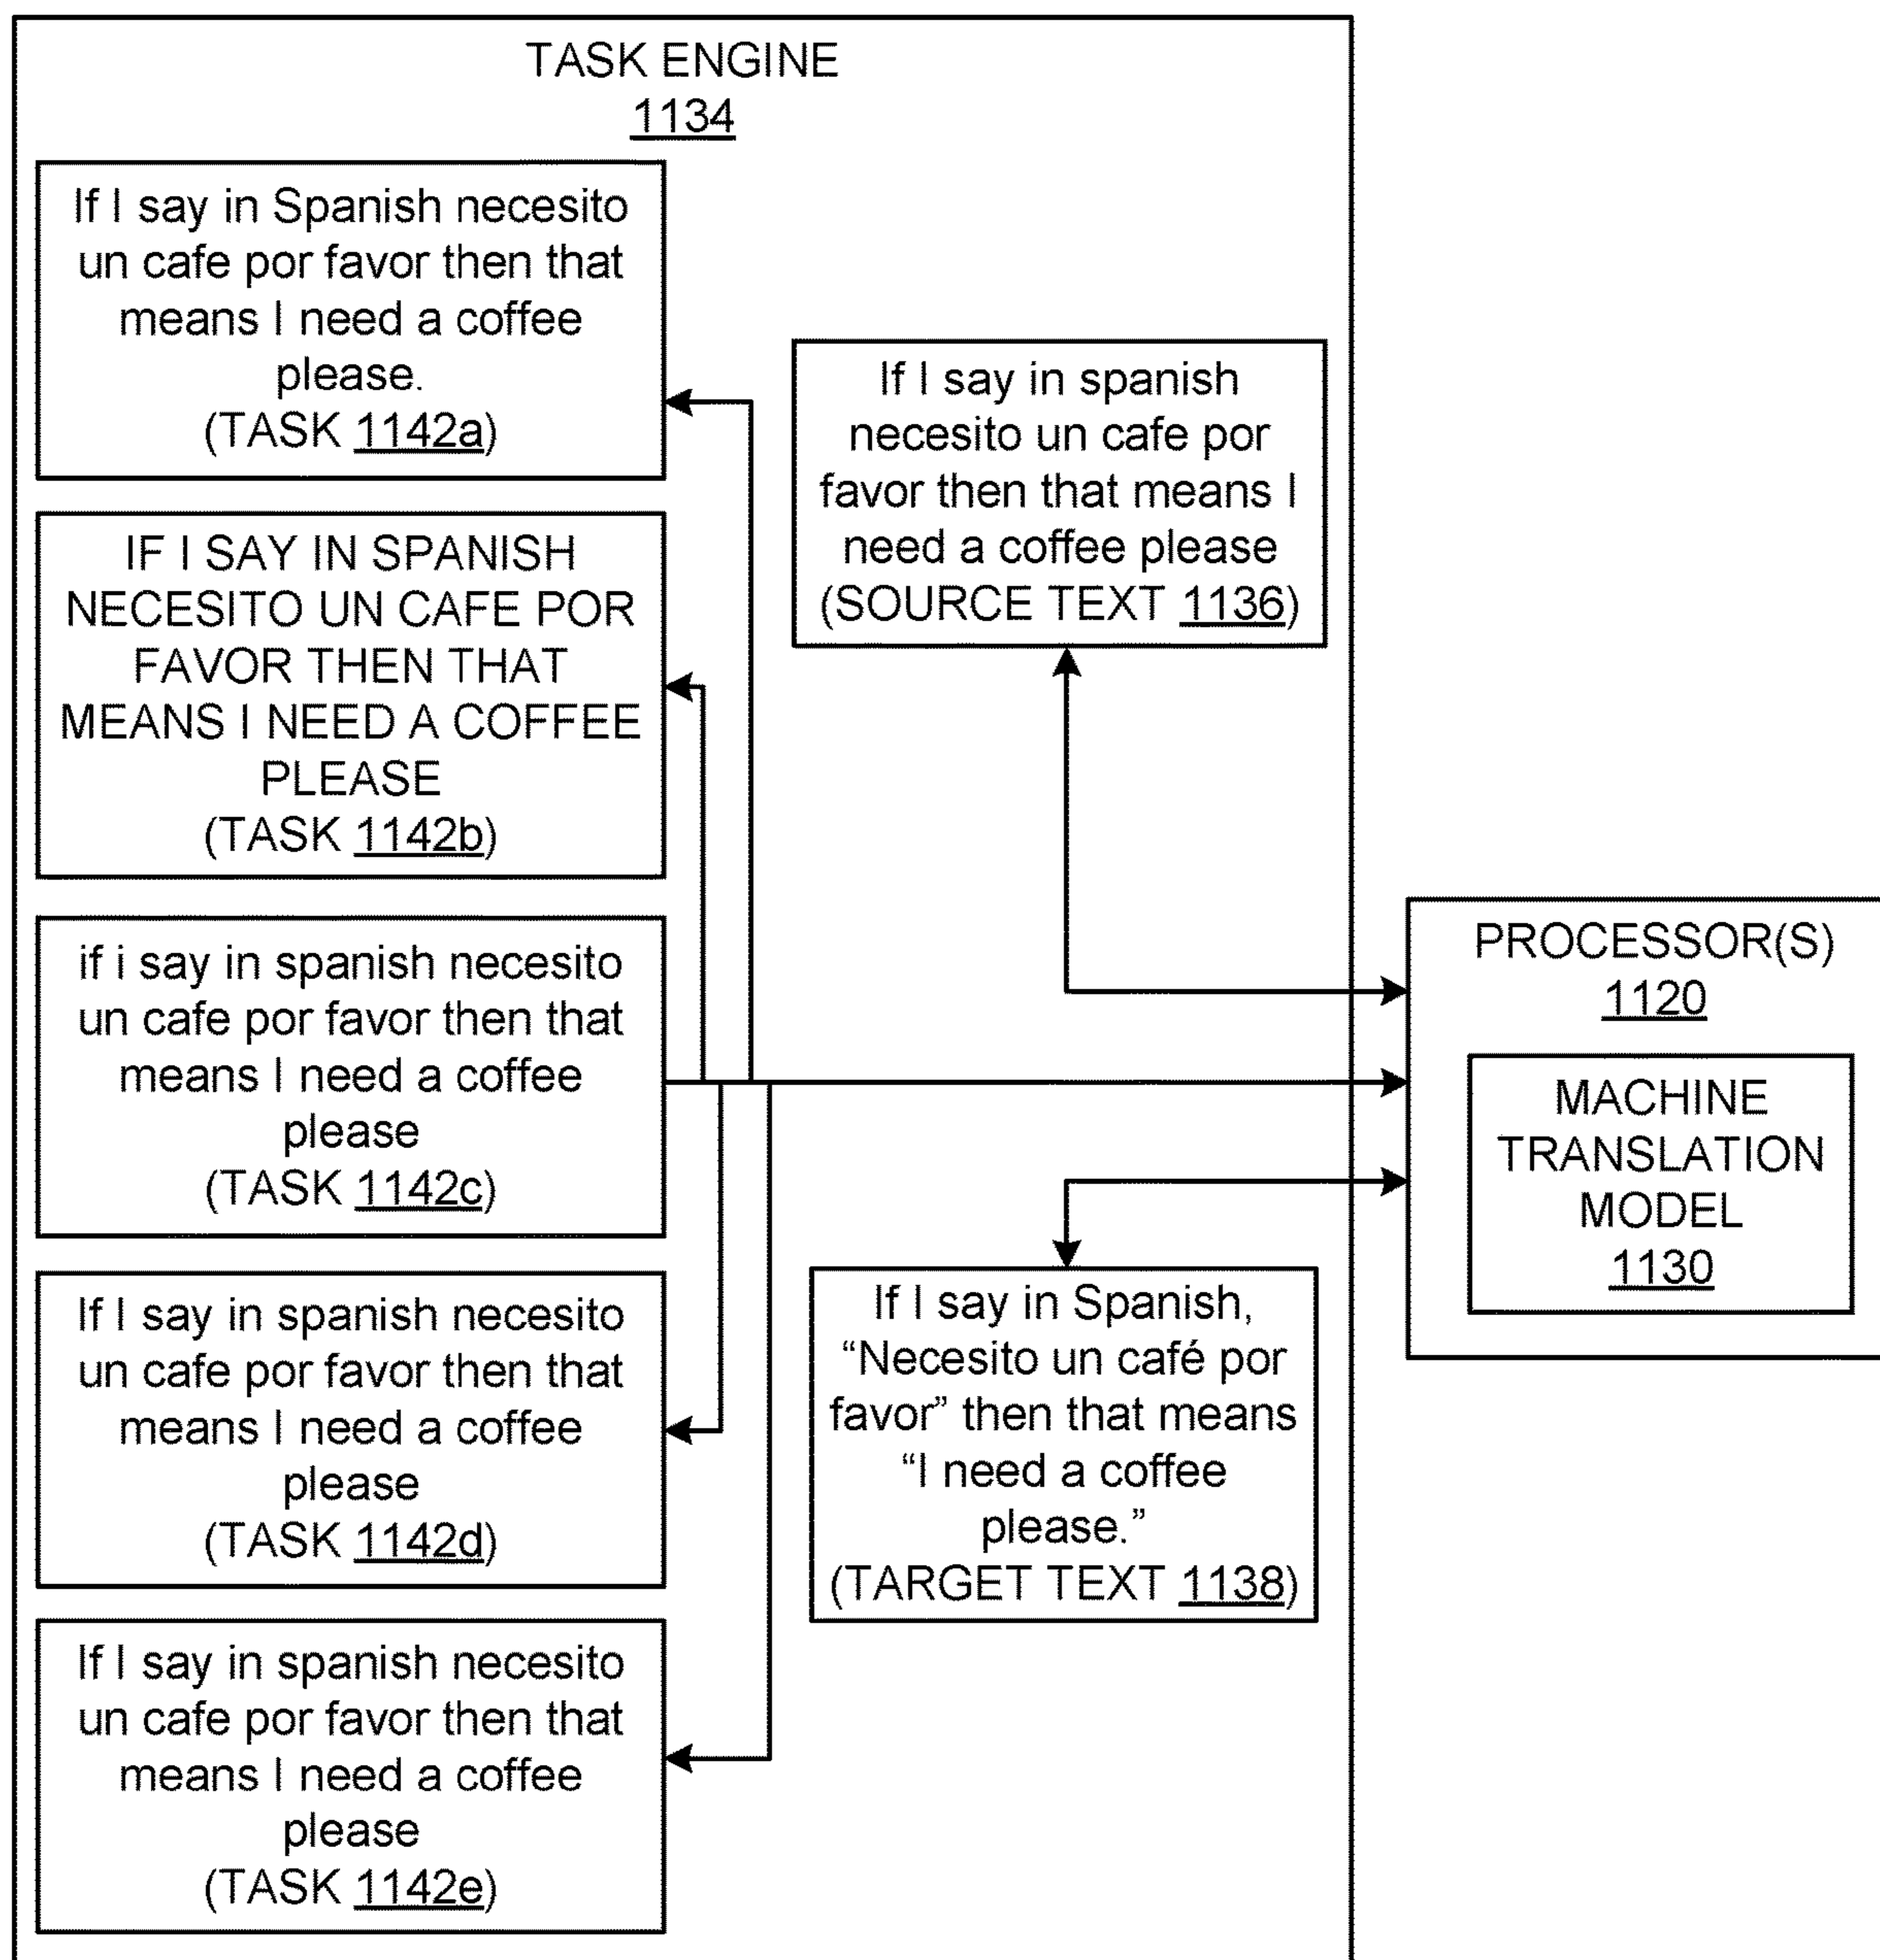 TASK ENGINE
1134
If I say in Spanish necesito
un cafe por favor then that
means I need a coffee
please.
(TASK 1142a)
IF I SAY IN SPANISH
NECESITO UN CAFE POR
FAVOR THEN THAT
MEANS I NEED A COFFEE
PLEASE
(TASK 1142b)
if i say in spanish necesito
un cafe por favor then that
means I need a coffee
please
(TASK 1142c)
If I say in spanish necesito
un cafe por favor then that
means I need a coffee
please
(TASK 1142d)
If I say in spanish necesito
un cafe por favor then that
means I need a coffee
please
(TASK 1142e)
If I say in spanish
necesito un cafe por
favor then that means I
need a coffee please
(SOURCE TEXT 1136)
If I say in Spanish,
“Necesito un café por
favor” then that means
“I need a coffee
please.”
(TARGET TEXT 1138)
PROCESSOR(S)
1120
MACHINE
TRANSLATION
MODEL
1130